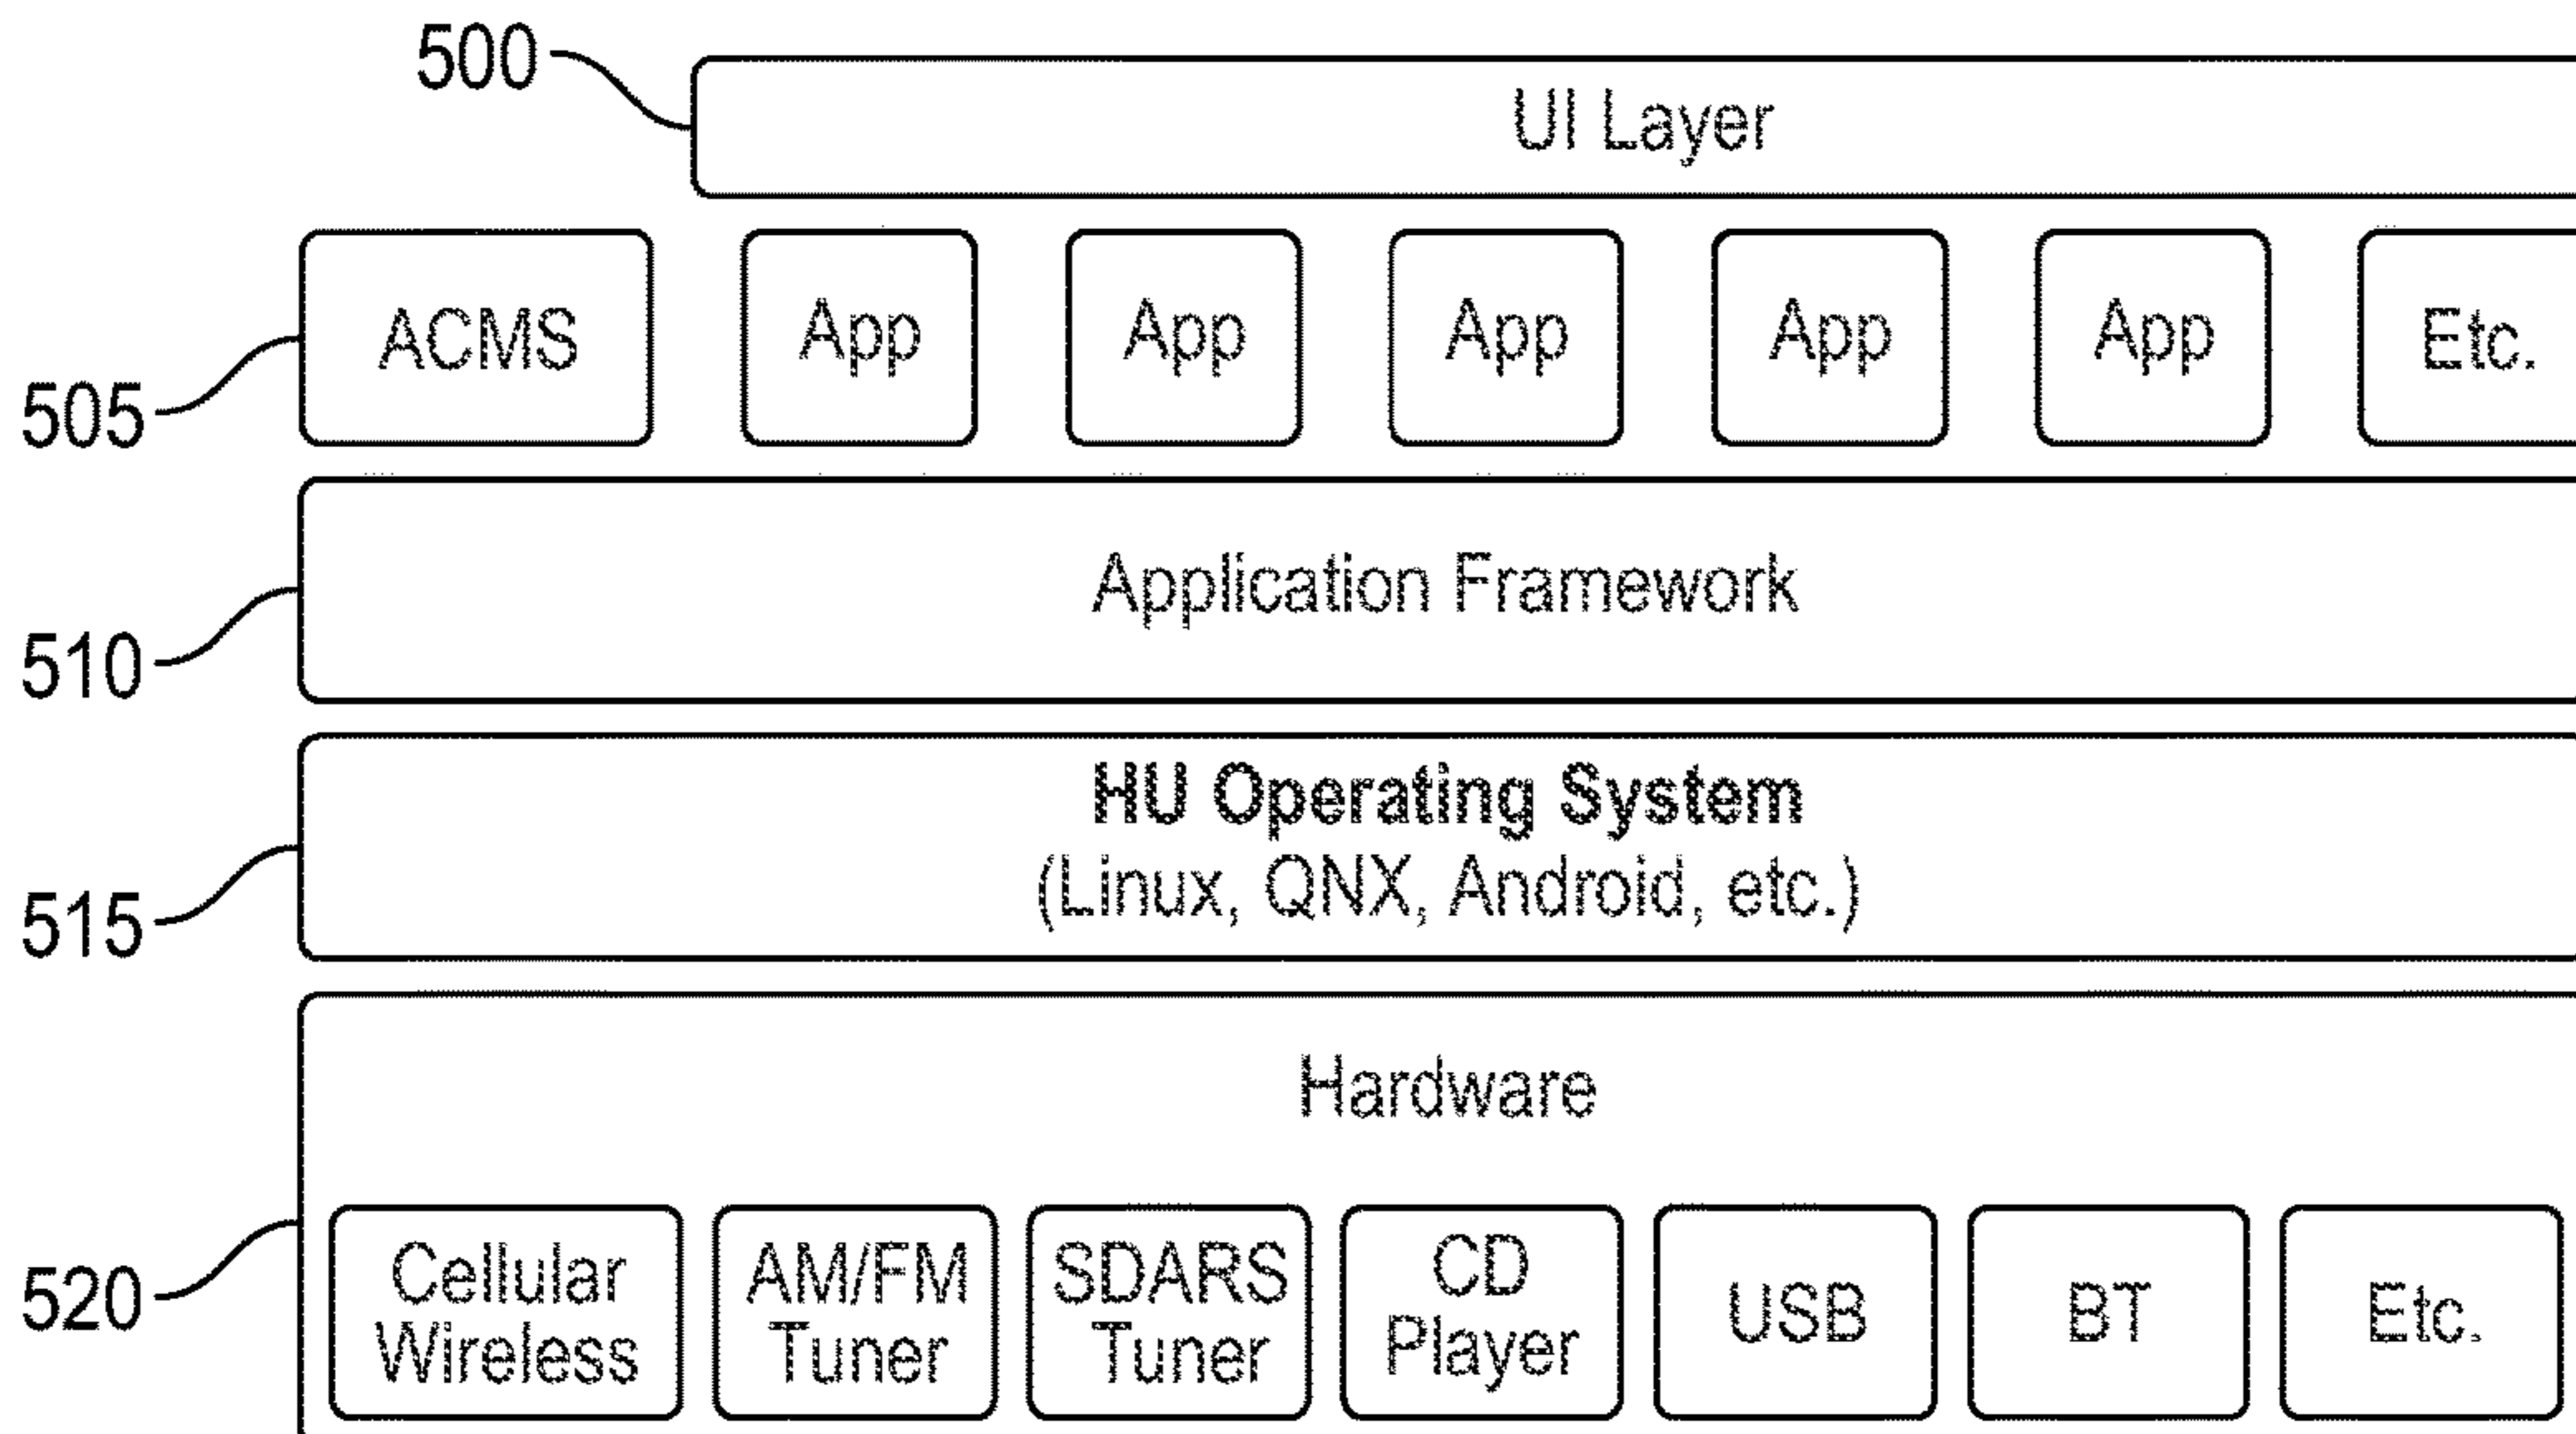 500
UI Layer
ACMS
App
App
App
App
App
Etc.
505
Application Framework
510
HU Operating System
(Linux, QNX, Android, etc.)
515
Hardware
520
Cellular
Wireless
AM/FM
Tuner
SDARS
Tuner
CD
Player
USB
BT
Etc.